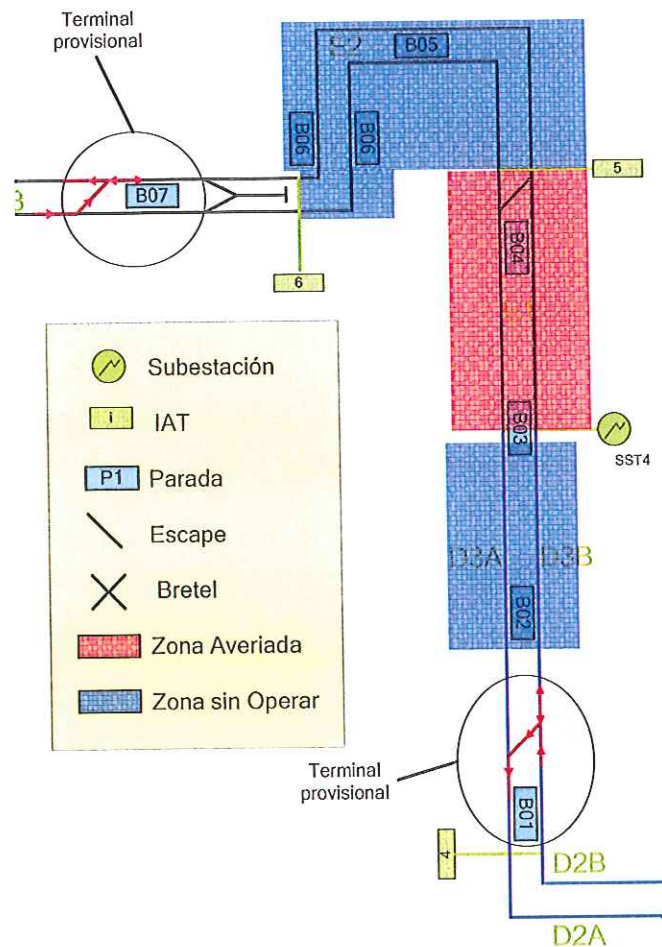 Terminal
provisional
B05
B06
B06
5
B07
B
B04
6
Subestación
i
IAT
P1
Parada
Escape
Bretel
Zona Averiada
Zona sin Operar
B03
SST4
D3A
D3B
B02
Terminal
provisional
B01
4
D2B
D2A